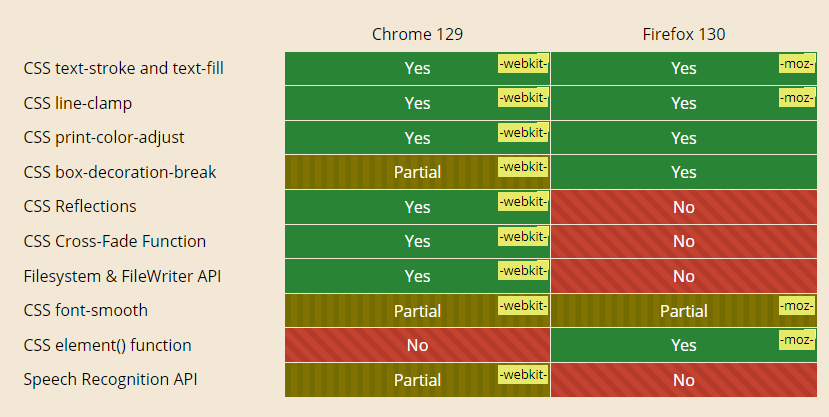 Chrome 129 Firefox 130
CSS text-stroke and text-fill Yes -webkit- Yes -moz-
CSS line-clamp Yes -webkit- Yes -moz-
CSS print-color-adjust Yes -webkit- Yes
CSS box-decoration-break Partial -webkit- Yes
CSS Reflections Yes -webkit- No
CSS Cross-Fade Function Yes -webkit- No
Filesystem & FileWriter API Yes -webkit- No
CSS font-smooth Partial -webkit- Partial -moz-
CSS element() function No Yes -moz-
Speech Recognition API Partial -webkit- No